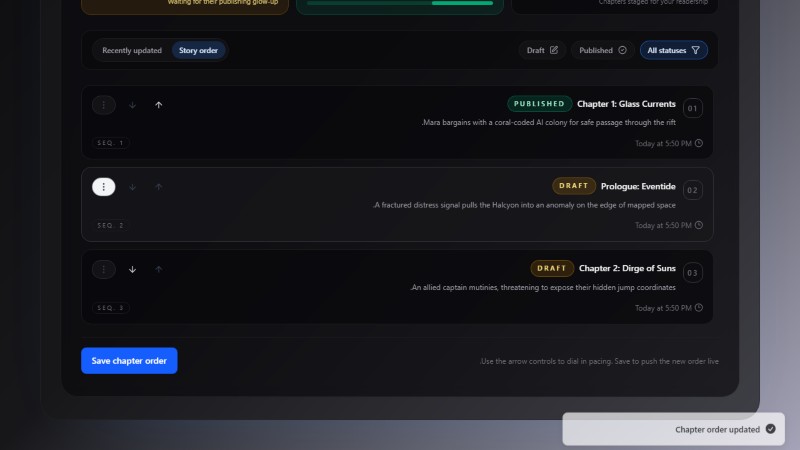 Waiting for their publishing glow-up
Chapters staged for your readership
Recently updated
Story order
Draft
Published
All statuses
PUBLISHED Chapter 1: Glass Currents
01
.Mara bargains with a coral-coded AI colony for safe passage through the rift
SEQ. 1
Today at 5:50 PM
DRAFT Prologue: Eventide
02
.A fractured distress signal pulls the Halcyon into an anomaly on the edge of mapped space
SEQ. 2
Today at 5:50 PM
DRAFT Chapter 2: Dirge of Suns
03
.An allied captain mutinies, threatening to expose their hidden jump coordinates
SEQ. 3
Today at 5:50 PM
Save chapter order
.Use the arrow controls to dial in pacing. Save to push the new order live
Chapter order updated